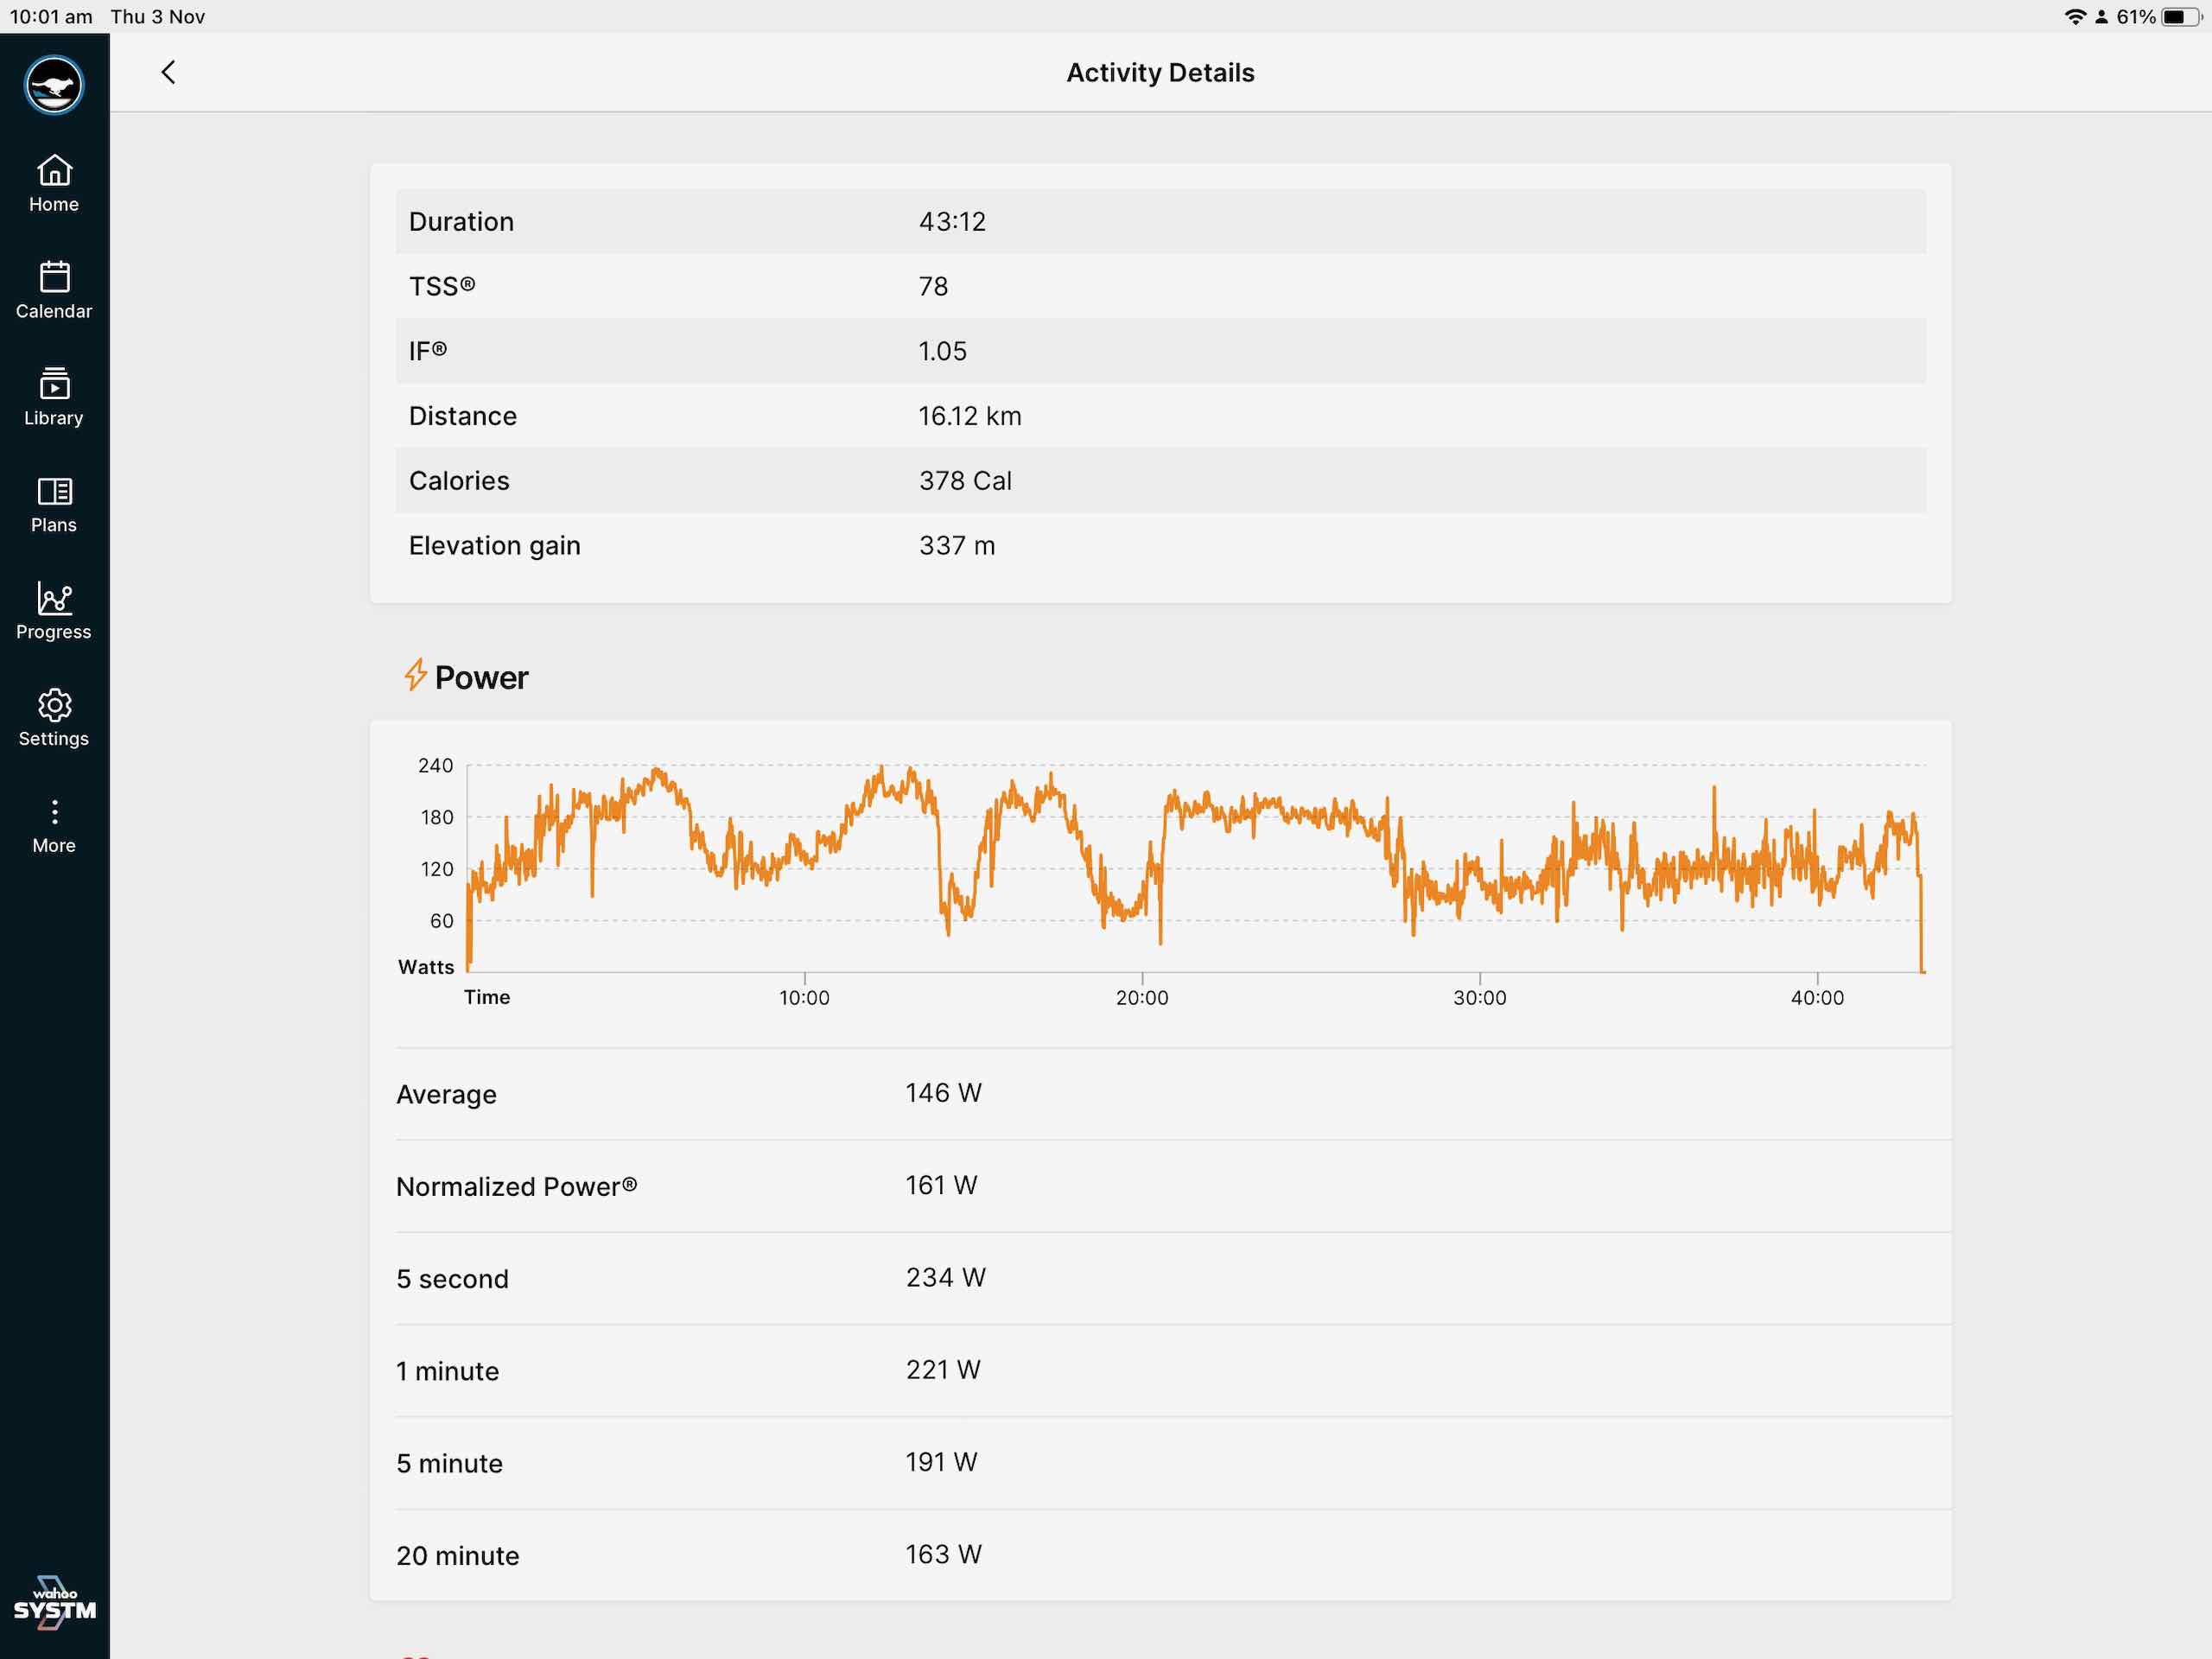 10:01 am Thu 3 Nov 61%
Activity Details
Home
Calendar
Library
Plans
Progress
Settings
More
wahoo
SYSTM
Duration 43:12
TSS® 78
IF® 1.05
Distance 16.12 km
Calories 378 Cal
Elevation gain 337 m
Power
240
180
120
60
Watts
Time 10:00 20:00 30:00 40:00
Average 146 W
Normalized Power® 161 W
5 second 234 W
1 minute 221 W
5 minute 191 W
20 minute 163 W